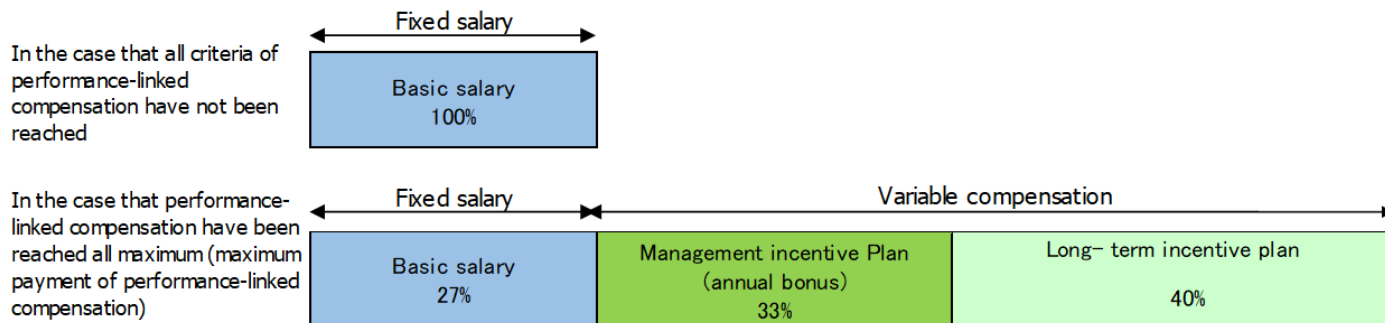 Fixed salary
In the case that all criteria of
performance-linked
compensation have not been
reached
Basic salary
100%
Fixed salary
Variable compensation
In the case that performance-
linked compensation have been
reached all maximum (maximum
payment of performance-linked
compensation)
Basic salary
27%
Management incentive Plan
(annual bonus)
33%
Long- term incentive plan
40%